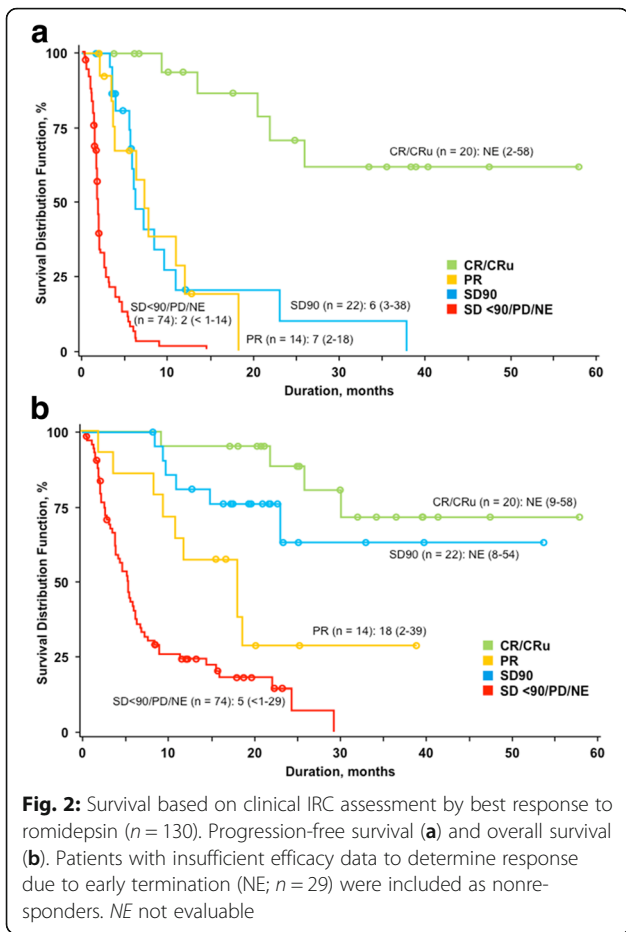 a
100
75
50
25
0
Survival Distribution Function, %
CR/CRu (n = 20): NE (2-58)
CR/CRu
PR
SD90
SD <90/PD/NE
SD<90/PD/NE
(n = 74): 2 (< 1-14)
SD90 (n = 22): 6 (3-38)
PR (n = 14): 7 (2-18)
0 10 20 30 40 50 60
Duration, months
b
100
75
50
25
0
Survival Distribution Function, %
CR/CRu (n = 20): NE (9-58)
SD90 (n = 22): NE (8-54)
PR (n = 14): 18 (2-39)
CR/CRu
PR
SD90
SD <90/PD/NE
SD<90/PD/NE (n = 74): 5 (<1-29)
0 10 20 30 40 50 60
Duration, months
Fig. 2: Survival based on clinical IRC assessment by best response to
romidepsin (n = 130). Progression-free survival (a) and overall survival
(b). Patients with insufficient efficacy data to determine response
due to early termination (NE; n = 29) were included as nonre-
sponders. NE not evaluable